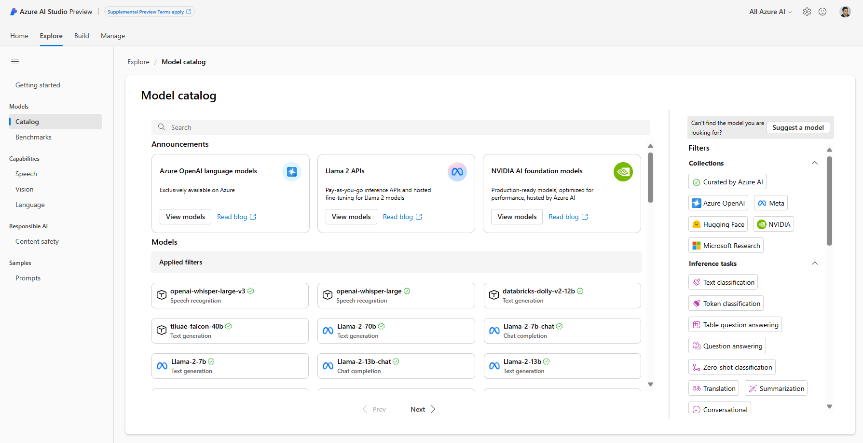 Azure AI Studio Preview
Supplemental Preview Terms apply
All Azure AI
Home
Explore
Build
Manage
Getting started
Models
Catalog
Benchmarks
Capabilities
Speech
Vision
Language
Responsible AI
Content safety
Samples
Prompts
Explore / Model catalog
Model catalog
Search
Announcements
Azure OpenAI language models
Exclusively available on Azure
View models
Read blog
Llama 2 APIs
Pay-as-you-go inference APIs and hosted
fine-tuning for Llama 2 models
View models
Read blog
NVIDIA AI foundation models
Production-ready models, optimized for
performance, hosted by Azure AI
View models
Read blog
Models
Applied filters
openai-whisper-large-v3
Speech recognition
openai-whisper-large
Speech recognition
databricks-dolly-v2-12b
Text generation
tiiuae-falcon-40b
Text generation
Llama-2-70b
Text generation
Llama-2-7b-chat
Chat completion
Llama-2-7b
Text generation
Llama-2-13b-chat
Chat completion
Llama-2-13b
Text generation
Prev
Next
Can't find the model you are
looking for?
Suggest a model
Filters
Collections
Curated by Azure AI
Azure OpenAI
Meta
Hugging Face
NVIDIA
Microsoft Research
Inference tasks
Text classification
Token classification
Table question answering
Question answering
Zero-shot classification
Translation
Summarization
Conversational